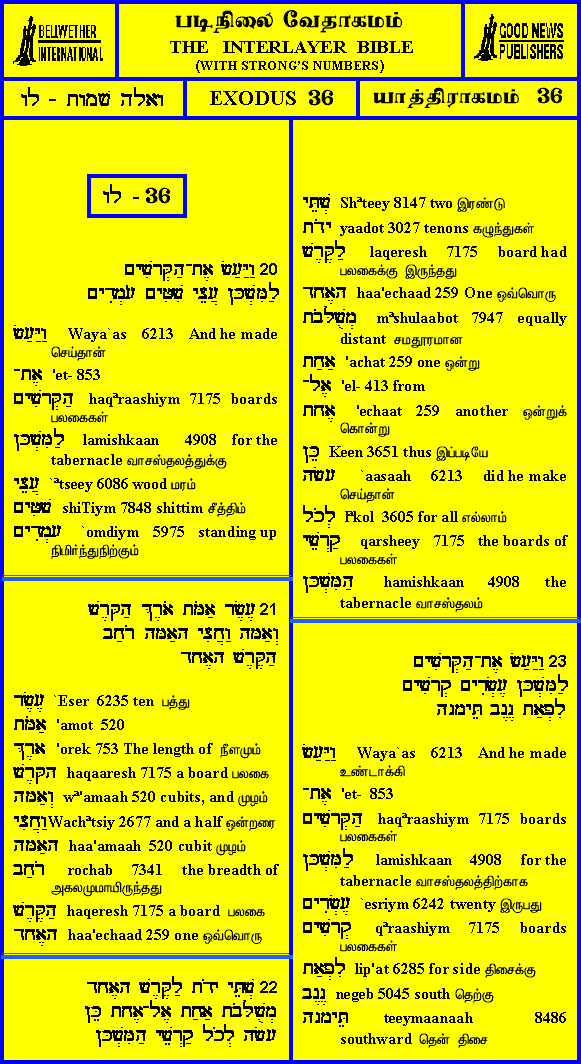 BELLWETHER
INTERNATIONAL
படிநிலை வேதாகமம்
THE INTERLAYER BIBLE
(WITH STRONG'S NUMBERS)
GOOD NEWS
PUBLISHERS
ואלה שמות - לו
EXODUS 36
யாத்திராகமம் 36
לו - 36
20 וַיַּעַשׂ אֶת־הַקְּרָשִׁים
לַמִּשְׁכָּן עֲצֵי שִׁטִּים עֹמְדִים
וַיַּעַשׂ Waya`as 6213 And he made
செய்தான்
אֶת־ 'et- 853
הַקְּרָשִׁים haqªraashiym 7175 boards
பலகைகள்
לַמִּשְׁכָּן lamishkaan 4908 for the
tabernacle வாசஸ்தலத்துக்கு
עֲצֵי `ªtseey 6086 wood மரம்
שִׁטִּים shiTiym 7848 shittim சீத்திம்
עֹמְדִים `omdiym 5975 standing up
நிமிர்ந்துநிற்கும்
21 עֶשֶׂר אַמֹּת אֹרֶךְ הַקָּרֶשׁ
וְאַמָּה וַחֲצִי הָאַמָּה רֹחַב
הַקֶּרֶשׁ הָאֶחָד
עֶשֶׂר `Eser 6235 ten பத்து
אַמֹּת 'amot 520
אֹרֶךְ 'orek 753 The length of நீளமும்
הַקָּרֶשׁ haqaaresh 7175 a board பலகை
וְאַמָּה wª'amaah 520 cubits, and முழம்
וַחֲצִי Wachªtsiy 2677 and a half ஒன்றரை
הָאַמָּה haa'amaah 520 cubit முழம்
רֹחַב rochab 7341 the breadth of
அகலமுமாயிருந்தது
הַקֶּרֶשׁ haqeresh 7175 a board பலகை
הָאֶחָד haa'echaad 259 one ஒவ்வொரு
22 שְׁתֵּי יָדֹת לַקֶּרֶשׁ הָאֶחָד
מְשֻׁלָּבֹת אַחַת אֶל־אֶחָת כֵּן
עָשָׂה לְכֹל קַרְשֵׁי הַמִּשְׁכָּן
שְׁתֵּי Shªteey 8147 two இரண்டு
יָדֹת yaadot 3027 tenons கழுந்துகள்
לַקֶּרֶשׁ laqeresh 7175 board had
பலகைக்கு இருந்தது
הָאֶחָד haa'echaad 259 One ஒவ்வொரு
מְשֻׁלָּבֹת mªshulaabot 7947 equally
distant சமதூரமான
אַחַת 'achat 259 one ஒன்று
אֶל־ 'el- 413 from
אֶחָת 'echaat 259 another ஒன்றுக்
கொன்று
כֵּן Keen 3651 thus இப்படியே
עָשָׂה `aasaah 6213 did he make
செய்தான்
לְכֹל lªkol 3605 for all எல்லாம்
קַרְשֵׁי qarsheey 7175 the boards of
பலகைகள்
הַמִּשְׁכָּן hamishkaan 4908 the
tabernacle வாசஸ்தலம்
23 וַיַּעַשׂ אֶת־הַקְּרָשִׁים
לַמִּשְׁכָּן עֶשְׂרִים קְרָשִׁים
לִפְאַת נֶגֶב תֵּימָנָה
וַיַּעַשׂ Waya`as 6213 And he made
உண்டாக்கி
אֶת־ 'et- 853
הַקְּרָשִׁים haqªraashiym 7175 boards
பலகைகள்
לַמִּשְׁכָּן lamishkaan 4908 for the
tabernacle வாசஸ்தலத்திற்காக
עֶשְׂרִים `esriym 6242 twenty இருபது
קְרָשִׁים qªraashiym 7175 boards
பலகைகள்
לִפְאַת lip'at 6285 for side திசைக்கு
נֶגֶב negeb 5045 south தெற்கு
תֵּימָנָה teeymaanaah 8486
southward தென் திசை